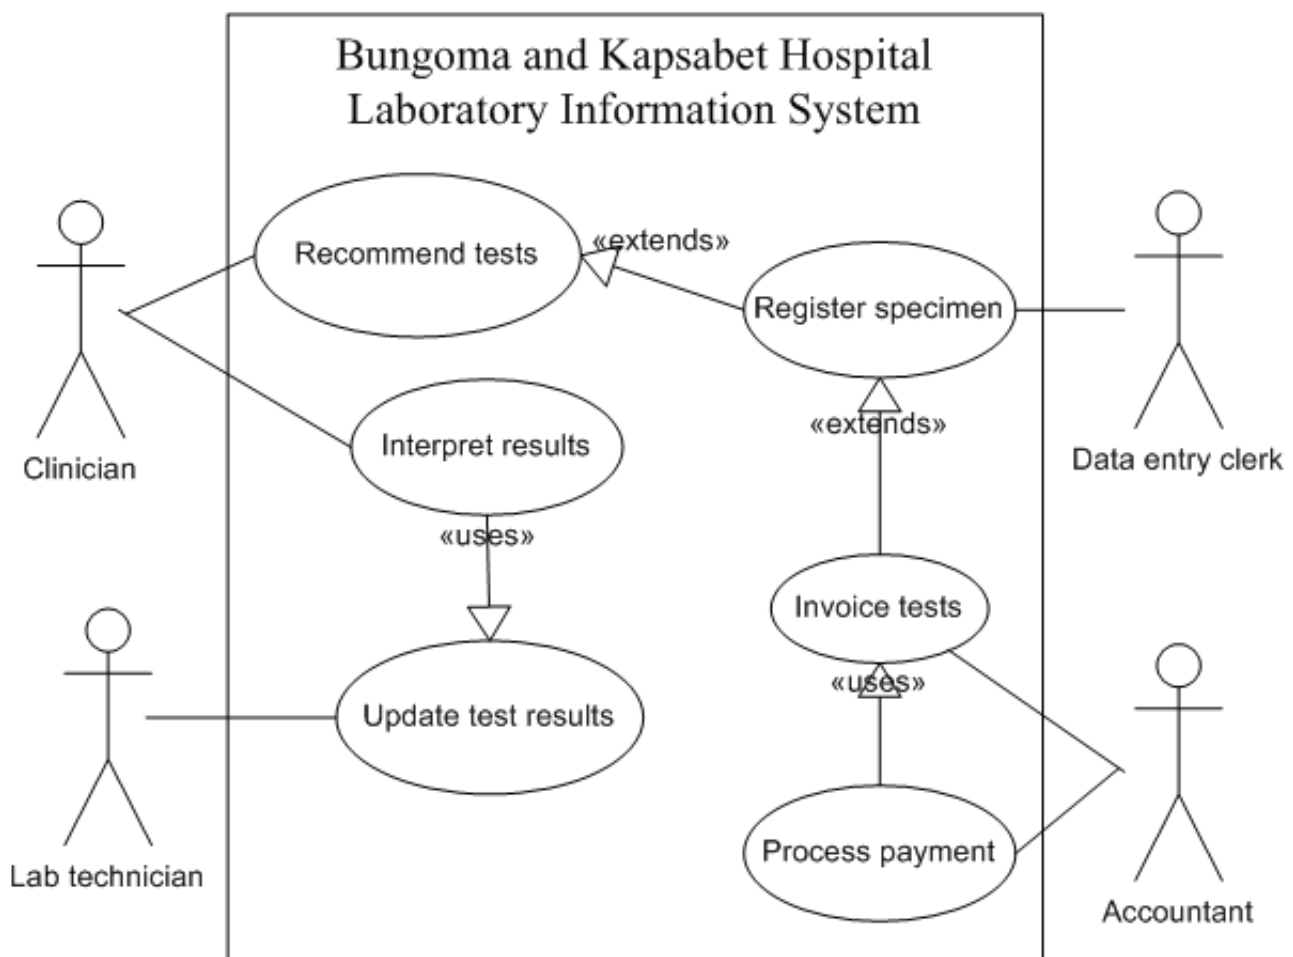 Bungoma and Kapsabet Hospital
Laboratory Information System
Recommend tests
«extends»
Register specimen
Interpret results
«extends»
Clinician
Data entry clerk
«uses»
Invoice tests
«uses»
Update test results
Process payment
Lab technician
Accountant